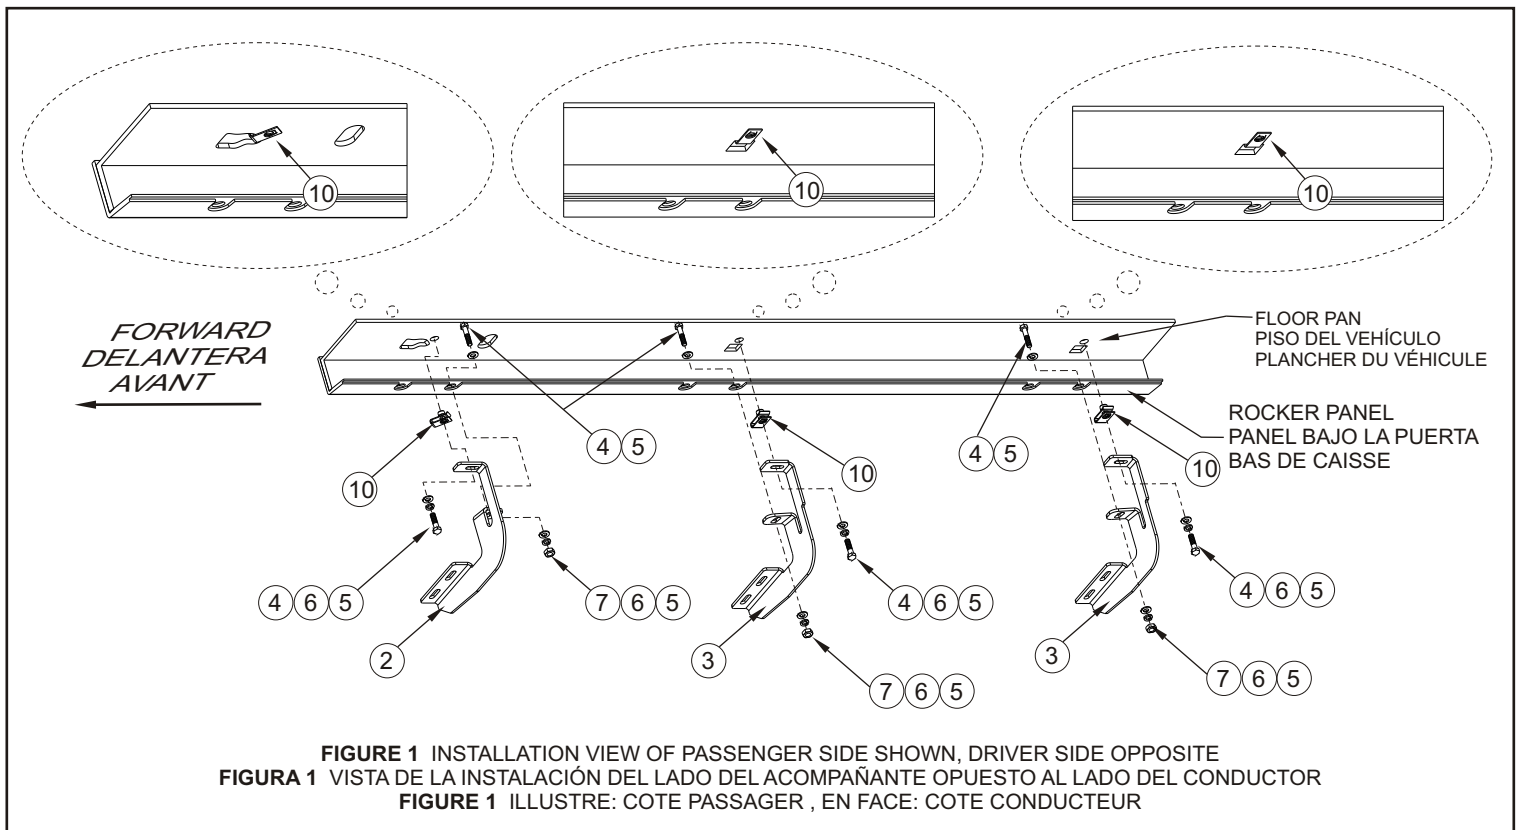 10
10
10
FORWARD
DELANTERA
AVANT
FLOOR PAN
PISO DEL VEHÍCULO
PLANCHER DU VÉHICULE
ROCKER PANEL
PANEL BAJO LA PUERTA
BAS DE CAISSE
4 5
4 5
10
10
10
4 6 5
7 6 5
4 6 5
4 6 5
2
3
3
7 6 5
7 6 5
FIGURE 1 INSTALLATION VIEW OF PASSENGER SIDE SHOWN, DRIVER SIDE OPPOSITE
FIGURA 1 VISTA DE LA INSTALACIÓN DEL LADO DEL ACOMPAÑANTE OPUESTO AL LADO DEL CONDUCTOR
FIGURE 1 ILLUSTRE: COTE PASSAGER , EN FACE: COTE CONDUCTEUR